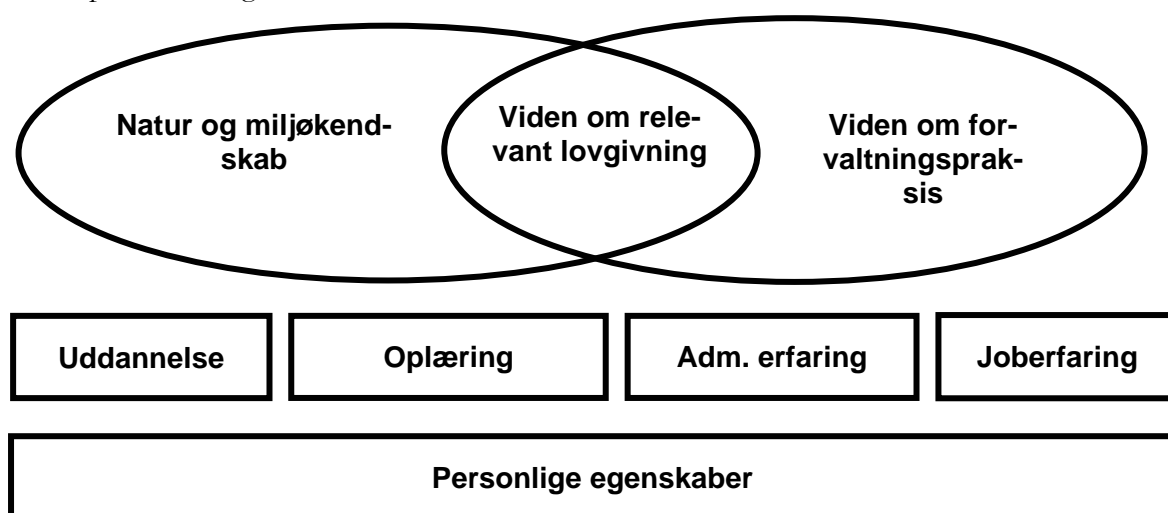 Natur og miljøkend-
skab
Viden om rele-
vant lovgivning
Viden om for-
valtningsprak-
sis
Uddannelse
Oplæring
Adm. erfaring
Joberfaring
Personlige egenskaber